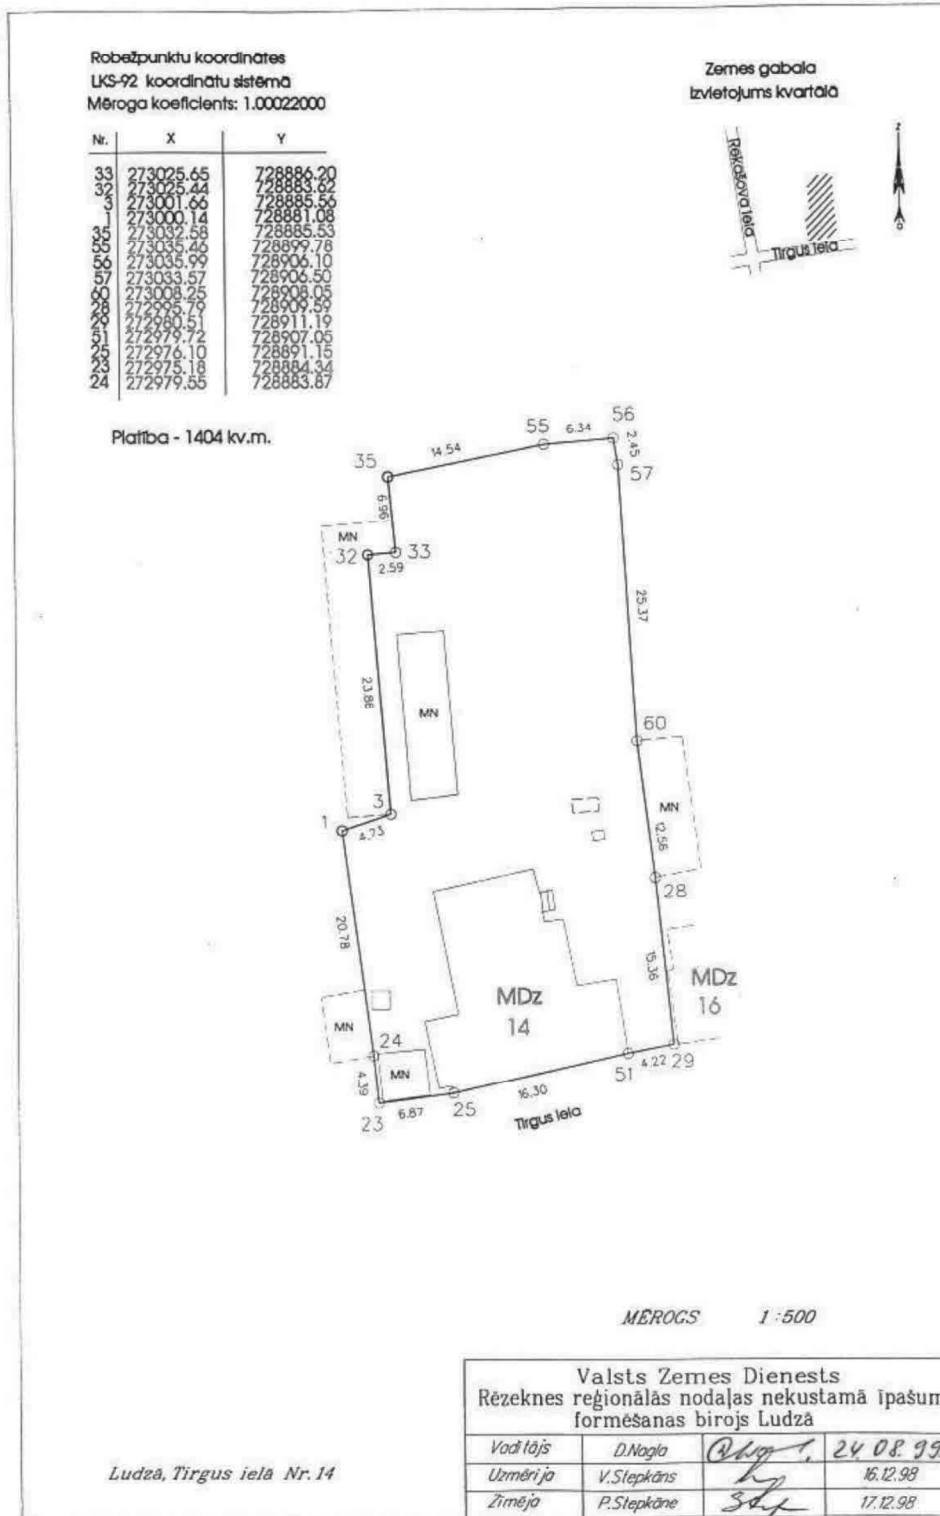 Robežpunktu koordinātes
LKS-92 koordinātu sistēmā
Mēroga koeficients: 1.00022000
Nr. X Y
33 273025.65 728886.20
32 273025.44 728883.62
3 273001.66 728885.56
1 273000.14 728881.08
35 273032.58 728885.53
55 273035.46 728899.78
56 273035.99 728906.10
57 273033.57 728906.50
60 273008.25 728908.05
28 272995.79 728909.59
29 272980.51 728911.19
51 272979.72 728907.05
25 272976.10 728891.15
23 272975.18 728884.34
24 272979.55 728883.87
Platība - 1404 kv.m.
Zemes gabala
izvietojums kvartālā
Z
Rekašova iela
Tirgus iela
D
56
55
6.34
2.45
14.54
35
57
6.96
MN
32
33
2.59
25.37
23.86
MN
60
3
1
4.73
MN
12.56
28
20.78
15.36
MDz
16
MDz
14
MN
24
MN
4.39
51
4.22
29
23
6.87
25
16.30
Tirgus iela
MĒROGS 1:500
Valsts Zemes Dienests
Rēzeknes reģionālās nodaļas nekustamā īpašum
formēšanas birojs Ludzā
Vadītājs D.Nagla 24.08.99
Uzmērīja V.Stepkāns 16.12.98
Zīmēja P.Stepkāne 17.12.98
Ludzā, Tirgus ielā Nr.14